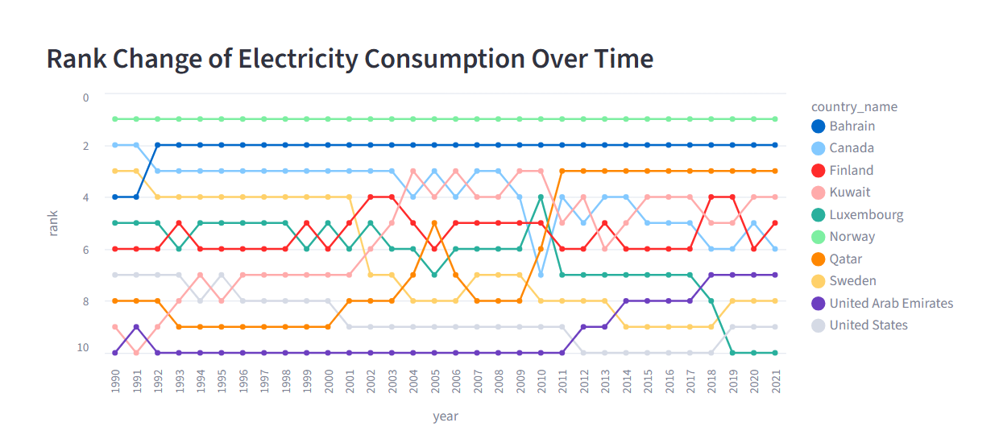 Rank Change of Electricity Consumption Over Time
rank
0
2
4
6
8
10
1990 1991 1992 1993 1994 1995 1996 1997 1998 1999 2000 2001 2002 2003 2004 2005 2006 2007 2008 2009 2010 2011 2012 2013 2014 2015 2016 2017 2018 2019 2020 2021
year
country_name
Bahrain
Canada
Finland
Kuwait
Luxembourg
Norway
Qatar
Sweden
United Arab Emirates
United States